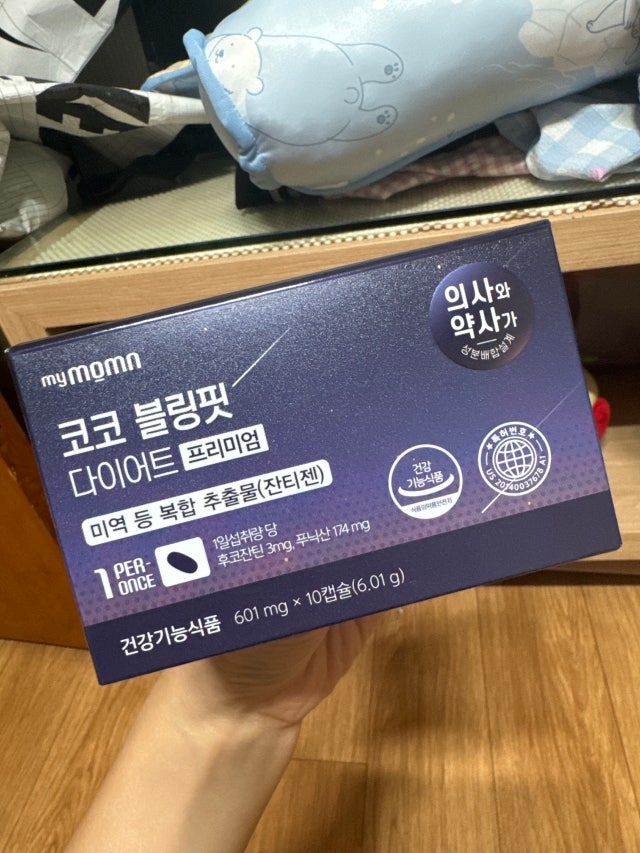 my momn
의사와
약사가
성분배합설계
코코 블링핏
다이어트 프리미엄
미역 등 복합 추출물(잔티젠)
1 PER-
ONCE
1일섭취량 당
후코잔틴 3mg, 푸닉산 174 mg
건강
기능식품
식품의약품안전처
특허번호
US 20140037678 A1
건강기능식품 601 mg × 10캡슐(6.01 g)